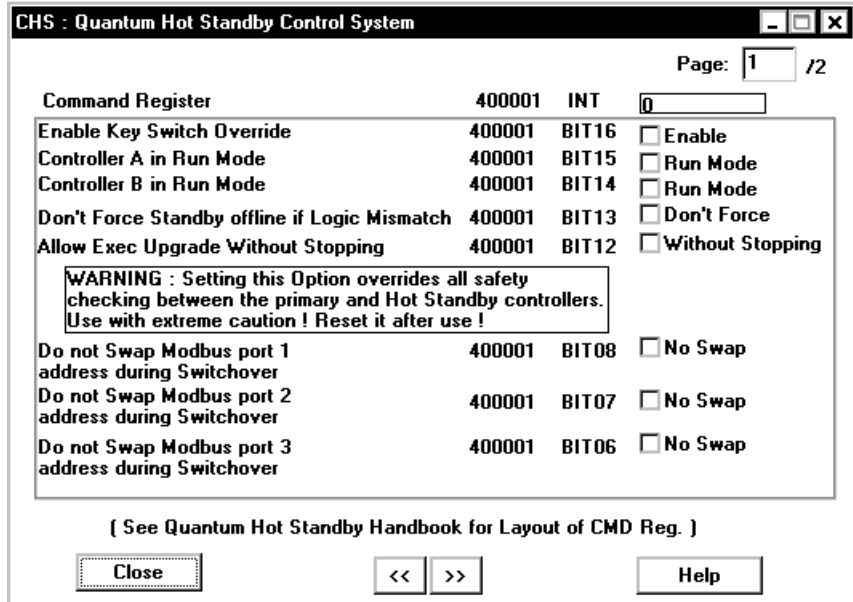 CHS : Quantum Hot Standby Control System
Page: 1 /2
Command Register 400001 INT 0
Enable Key Switch Override 400001 BIT16 Enable
Controller A in Run Mode 400001 BIT15 Run Mode
Controller B in Run Mode 400001 BIT14 Run Mode
Don't Force Standby offline if Logic Mismatch 400001 BIT13 Don't Force
Allow Exec Upgrade Without Stopping 400001 BIT12 Without Stopping
WARNING : Setting this Option overrides all safety
checking between the primary and Hot Standby controllers.
Use with extreme caution ! Reset it after use !
Do not Swap Modbus port 1 400001 BIT08 No Swap
address during Switchover
Do not Swap Modbus port 2 400001 BIT07 No Swap
address during Switchover
Do not Swap Modbus port 3 400001 BIT06 No Swap
address during Switchover
( See Quantum Hot Standby Handbook for Layout of CMD Reg. )
Close << >> Help